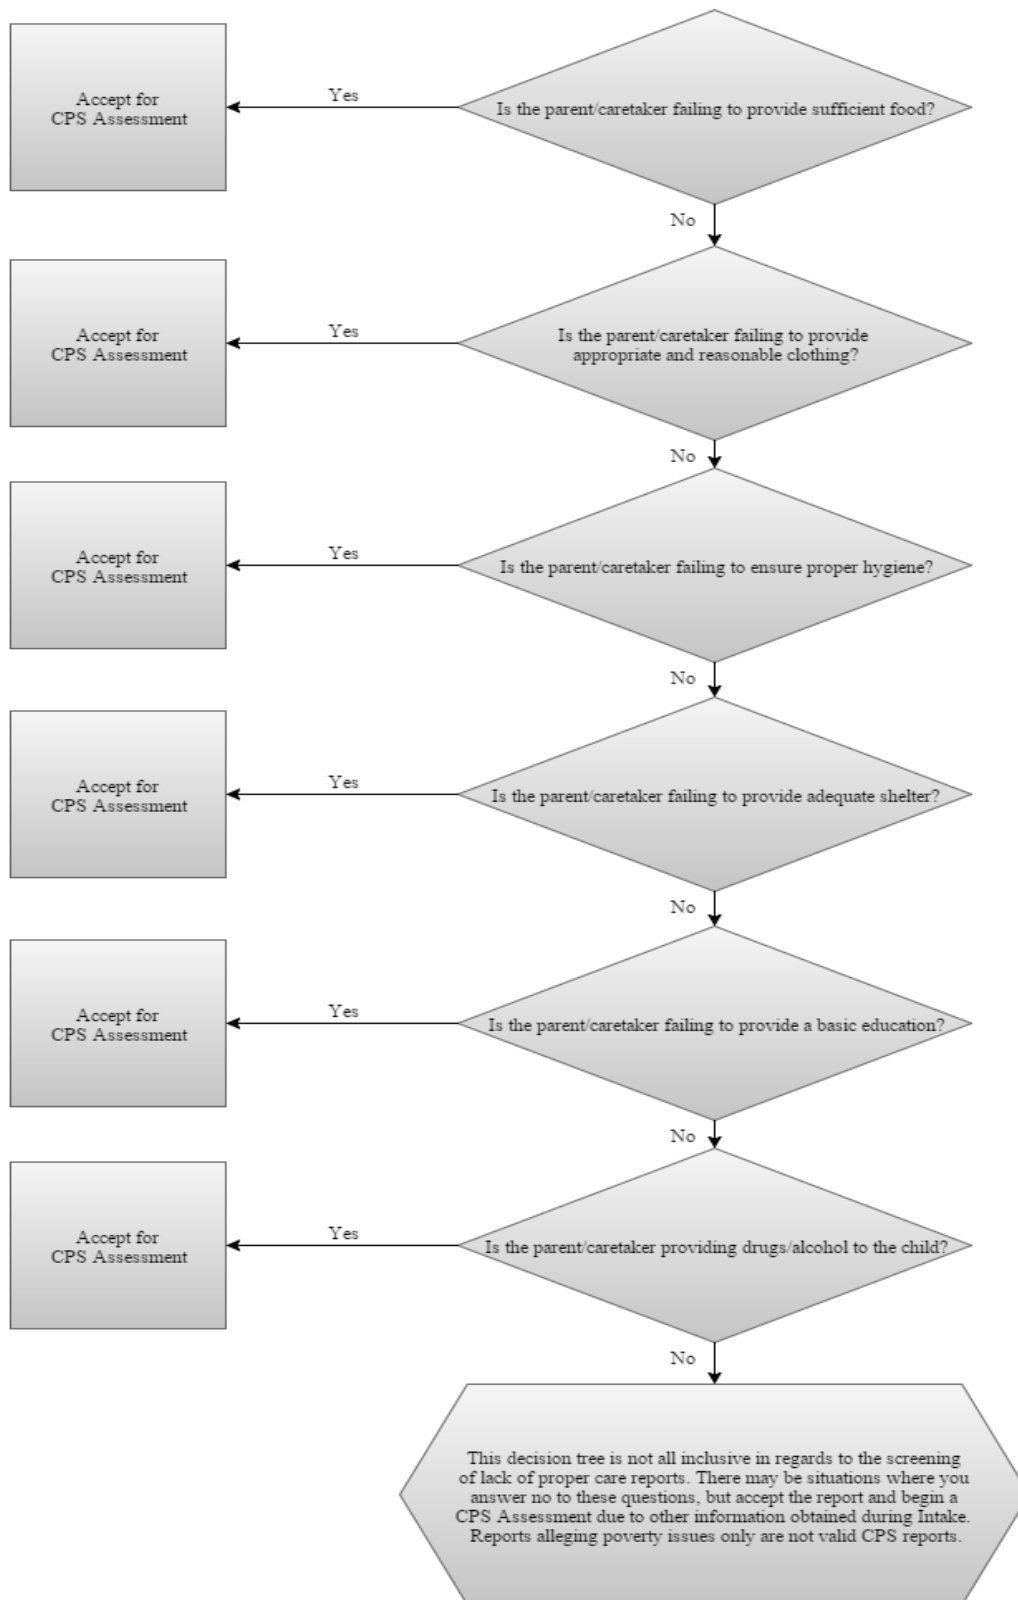 Is the parent/caretaker failing to provide sufficient food?
Yes
Accept for
CPS Assessment
No
Is the parent/caretaker failing to provide
appropriate and reasonable clothing?
Yes
Accept for
CPS Assessment
No
Is the parent/caretaker failing to ensure proper hygiene?
Yes
Accept for
CPS Assessment
No
Is the parent/caretaker failing to provide adequate shelter?
Yes
Accept for
CPS Assessment
No
Is the parent/caretaker failing to provide a basic education?
Yes
Accept for
CPS Assessment
No
Is the parent/caretaker providing drugs/alcohol to the child?
Yes
Accept for
CPS Assessment
No
This decision tree is not all inclusive in regards to the screening
of lack of proper care reports. There may be situations where you
answer no to these questions, but accept the report and begin a
CPS Assessment due to other information obtained during Intake.
Reports alleging poverty issues only are not valid CPS reports.